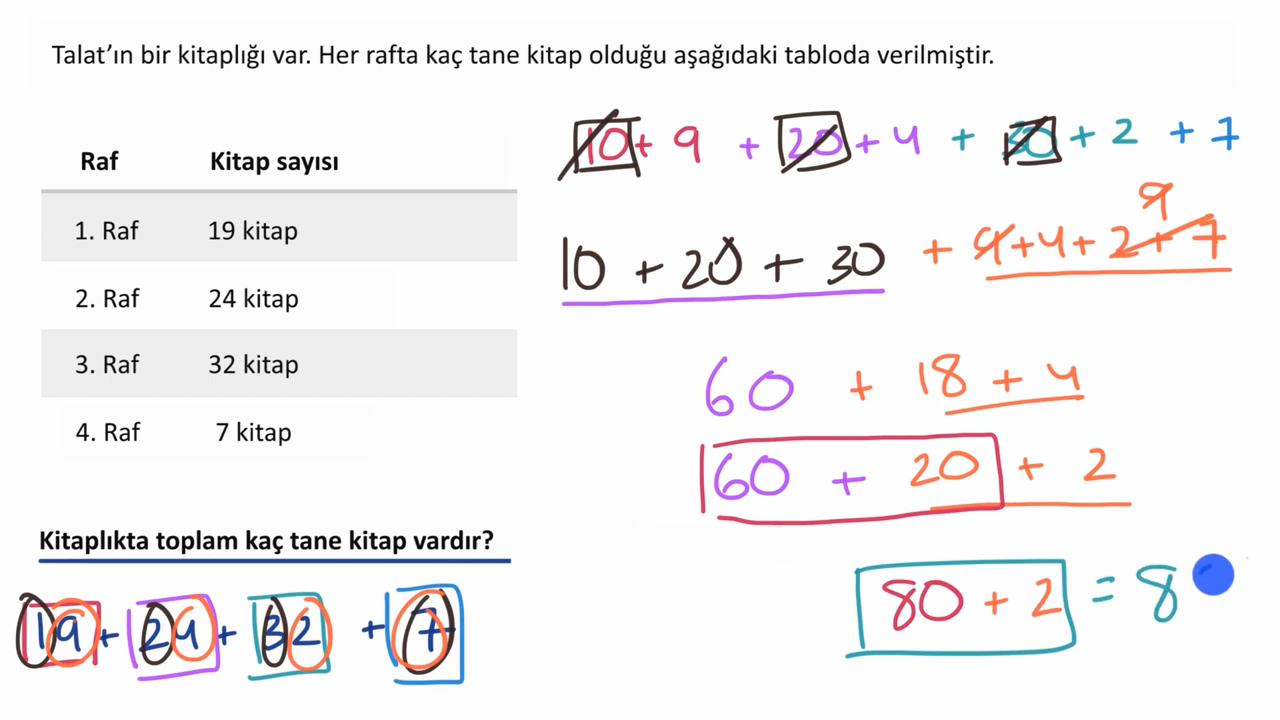 Talat’ın bir kitaplığı var. Her rafta kaç tane kitap olduğu aşağıdaki tabloda verilmiştir.
10 + 9 + 20 + 4 + 30 + 2 + 7
Raf Kitap sayısı
1. Raf 19 kitap
2. Raf 24 kitap
3. Raf 32 kitap
4. Raf 7 kitap
9
10 + 20 + 30 + 9 + 4 + 2 + 7
60 + 18 + 4
60 + 20 + 2
80 + 2 = 8
Kitaplıkta toplam kaç tane kitap vardır?
19 + 24 + 32 + 7